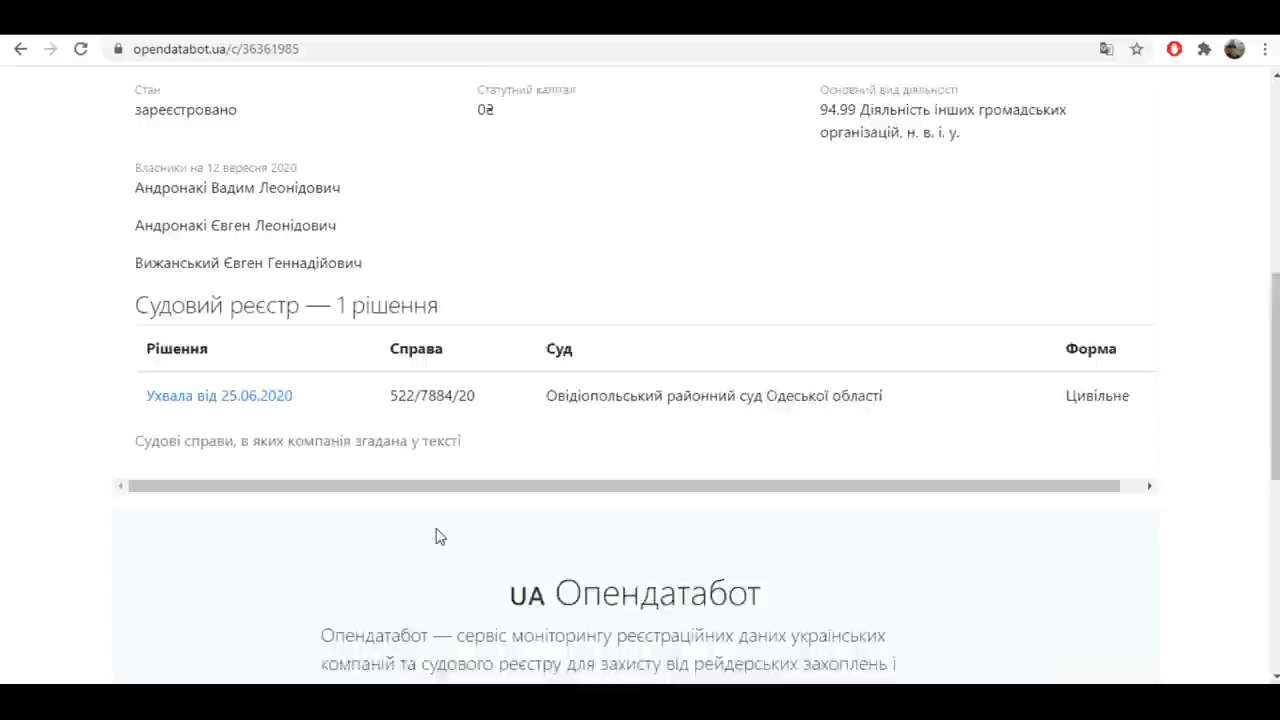 opendatabot.ua/c/36361985
Стан
Статутний капітал
Основний вид діяльності
зареєстровано
0₴
94.99 Діяльність інших громадських
організацій, н. в. і. у.
Власники на 12 вересня 2020
Андронакі Вадим Леонідович
Андронакі Євген Леонідович
Вижанський Євген Геннадійович
Судовий реєстр — 1 рішення
Рішення
Справа
Суд
Форма
Ухвала від 25.06.2020
522/7884/20
Овідіопольський районний суд Одеської області
Цивільне
Судові справи, в яких компанія згадана у тексті
UA Опендатабот
Опендатабот — сервіс моніторингу реєстраційних даних українських
компаній та судового реєстру для захисту від рейдерських захоплень і